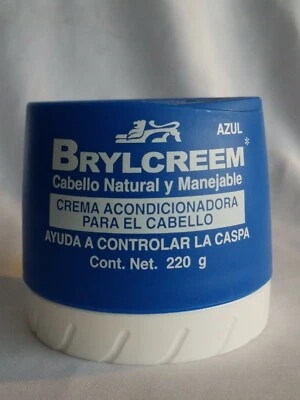 AZUL
BRYLCREEM*
Cabello Natural y Manejable
CREMA ACONDICIONADORA
PARA EL CABELLO
AYUDA A CONTROLAR LA CASPA
Cont. Net. 220 g